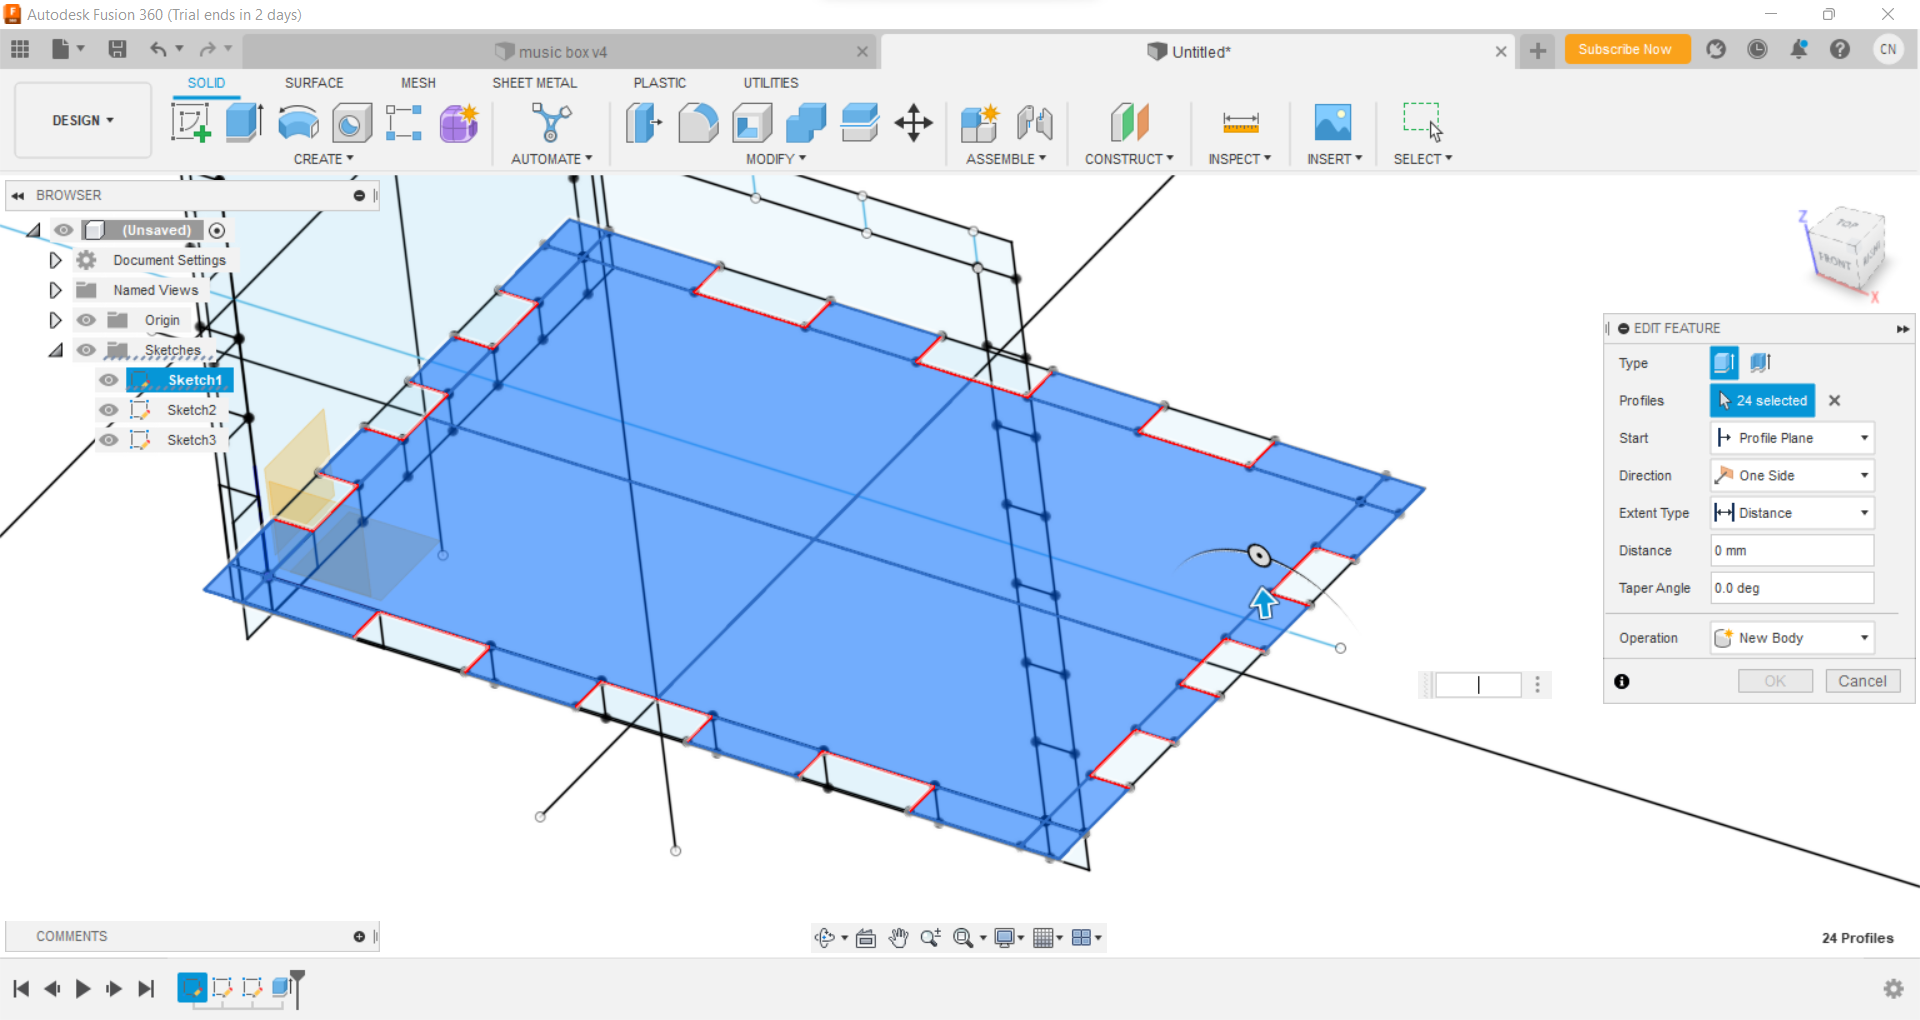 Autodesk Fusion 360 (Trial ends in 2 days)
music box v4
Untitled*
Subscribe Now
CN
DESIGN
SOLID
SURFACE
MESH
SHEET METAL
PLASTIC
UTILITIES
CREATE
AUTOMATE
MODIFY
ASSEMBLE
CONSTRUCT
INSPECT
INSERT
SELECT
BROWSER
(Unsaved)
Document Settings
Named Views
Origin
Sketches
Sketch1
Sketch2
Sketch3
Z
TOP
FRONT
RIGHT
X
EDIT FEATURE
Type
Profiles
24 selected
Start
Profile Plane
Direction
One Side
Extent Type
Distance
Distance
0 mm
Taper Angle
0.0 deg
Operation
New Body
OK
Cancel
COMMENTS
24 Profiles